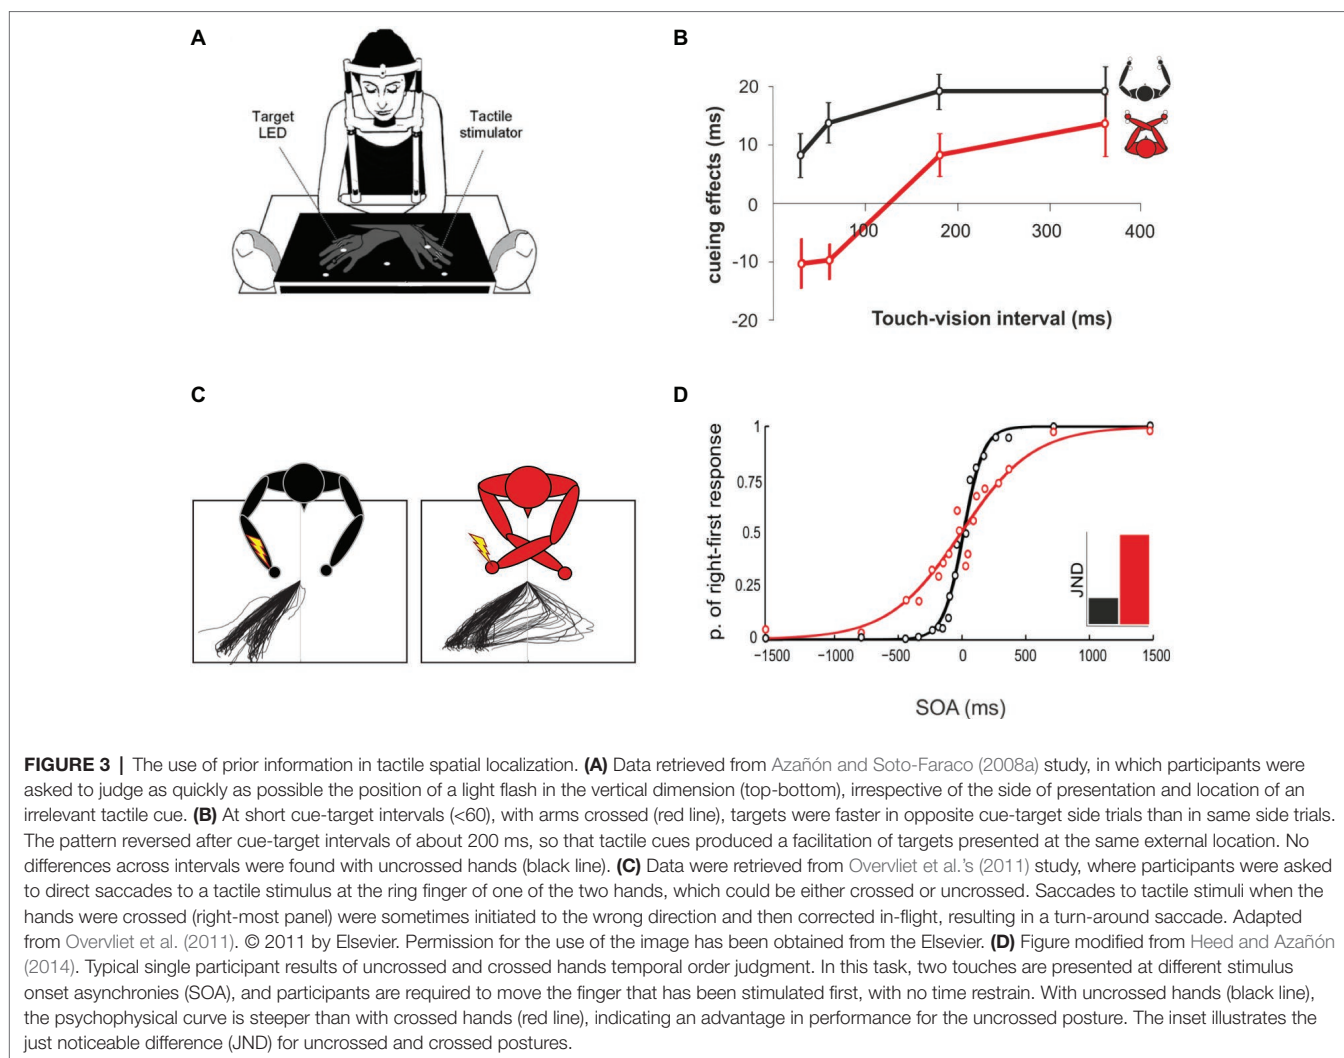 A
Target
LED
Tactile
stimulator
B
cueing effects (ms)
20
10
0
-10
-20
100
200
300
400
Touch-vision interval (ms)
C
D
p. of right-first response
1
0.75
0.5
0.25
0
−1500
−1000
−500
0
500
1000
1500
SOA (ms)
JND
FIGURE 3 | The use of prior information in tactile spatial localization. (A) Data retrieved from Azañón and Soto-Faraco (2008a) study, in which participants were
asked to judge as quickly as possible the position of a light flash in the vertical dimension (top-bottom), irrespective of the side of presentation and location of an
irrelevant tactile cue. (B) At short cue-target intervals (<60), with arms crossed (red line), targets were faster in opposite cue-target side trials than in same side trials.
The pattern reversed after cue-target intervals of about 200 ms, so that tactile cues produced a facilitation of targets presented at the same external location. No
differences across intervals were found with uncrossed hands (black line). (C) Data were retrieved from Overvliet et al.'s (2011) study, where participants were asked
to direct saccades to a tactile stimulus at the ring finger of one of the two hands, which could be either crossed or uncrossed. Saccades to tactile stimuli when the
hands were crossed (right-most panel) were sometimes initiated to the wrong direction and then corrected in-flight, resulting in a turn-around saccade. Adapted
from Overvliet et al. (2011). © 2011 by Elsevier. Permission for the use of the image has been obtained from the Elsevier. (D) Figure modified from Heed and Azañón
(2014). Typical single participant results of uncrossed and crossed hands temporal order judgment. In this task, two touches are presented at different stimulus
onset asynchronies (SOA), and participants are required to move the finger that has been stimulated first, with no time restrain. With uncrossed hands (black line),
the psychophysical curve is steeper than with crossed hands (red line), indicating an advantage in performance for the uncrossed posture. The inset illustrates the
just noticeable difference (JND) for uncrossed and crossed postures.